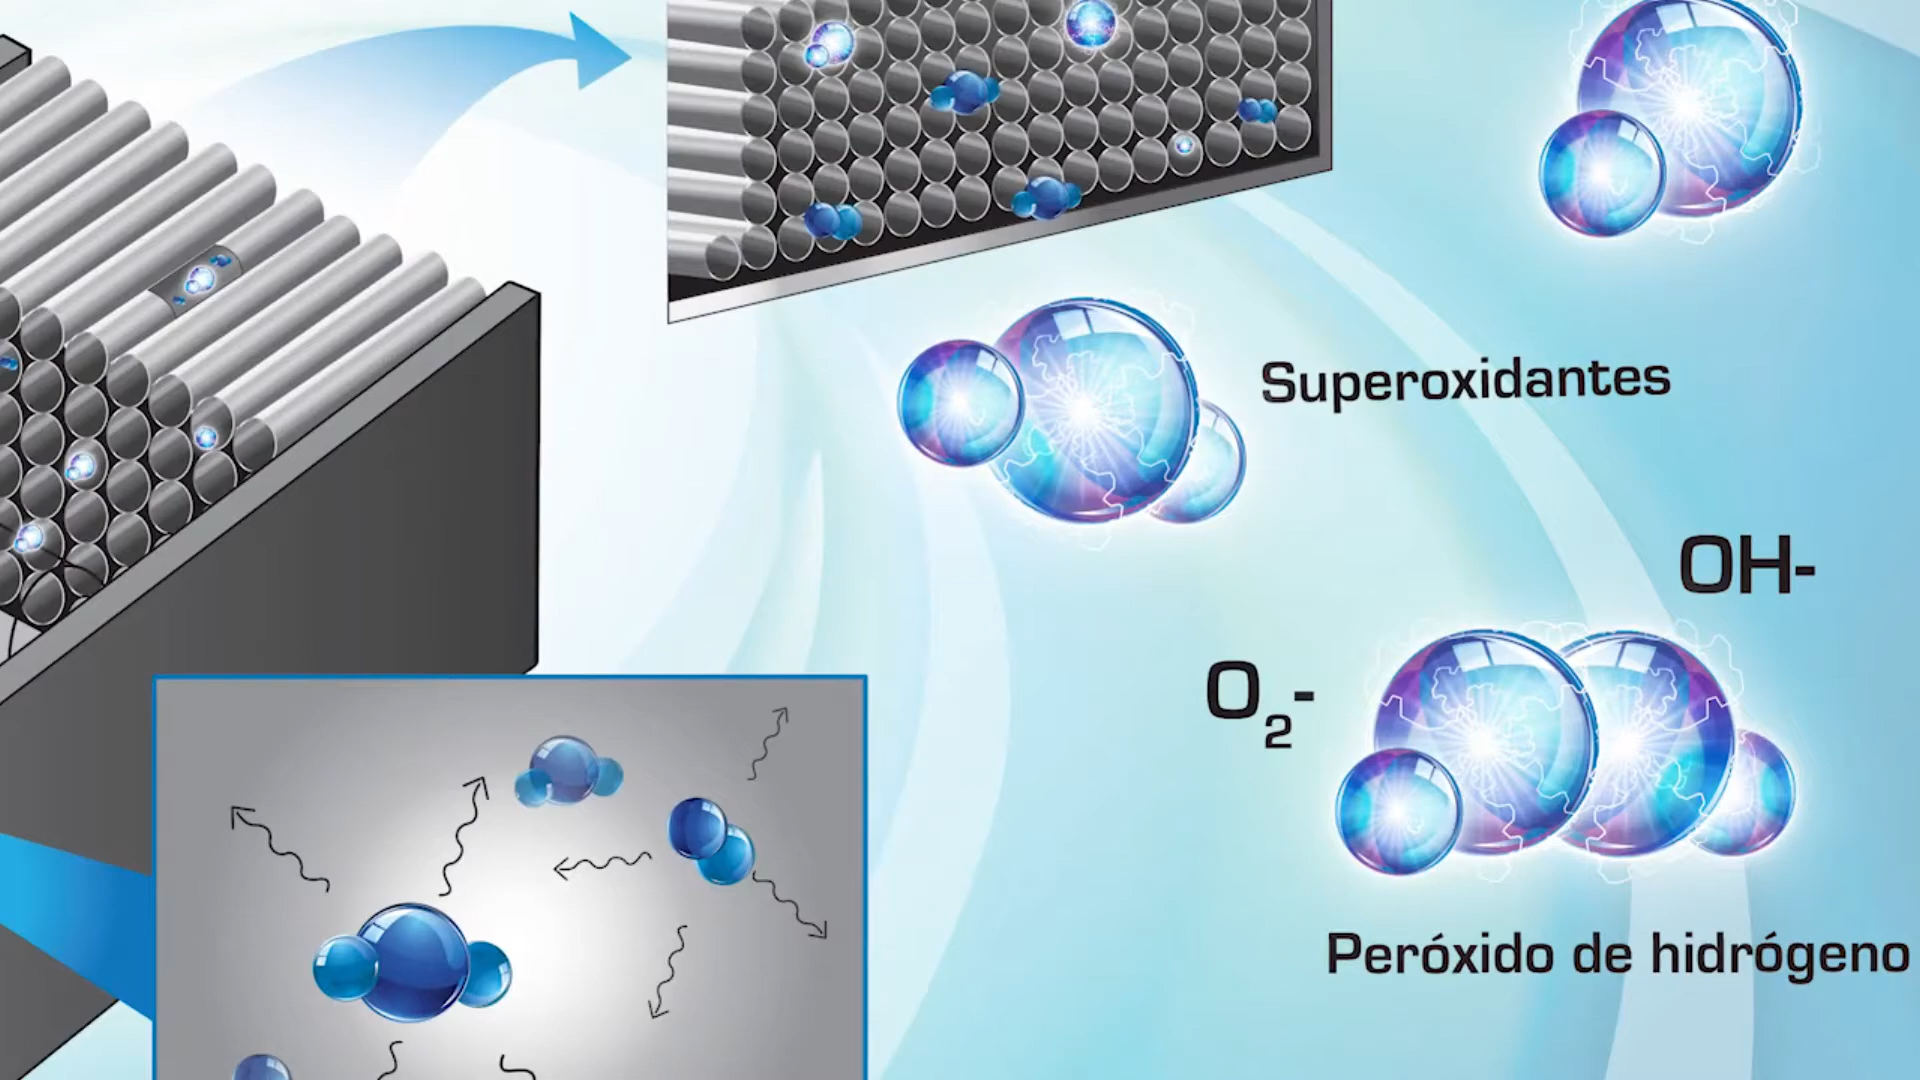 Superoxidantes
OH-
O2-
Peróxido de hidrógeno